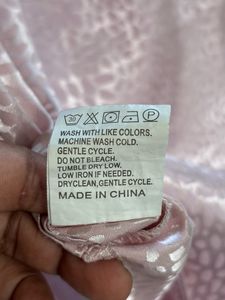 WASH WITH LIKE COLORS.
MACHINE WASH COLD.
GENTLE CYCLE.
DO NOT BLEACH.
TUMBLE DRY LOW,
LOW IRON IF NEEDED.
DRYCLEAN,GENTLE CYCLE.
MADE IN CHINA